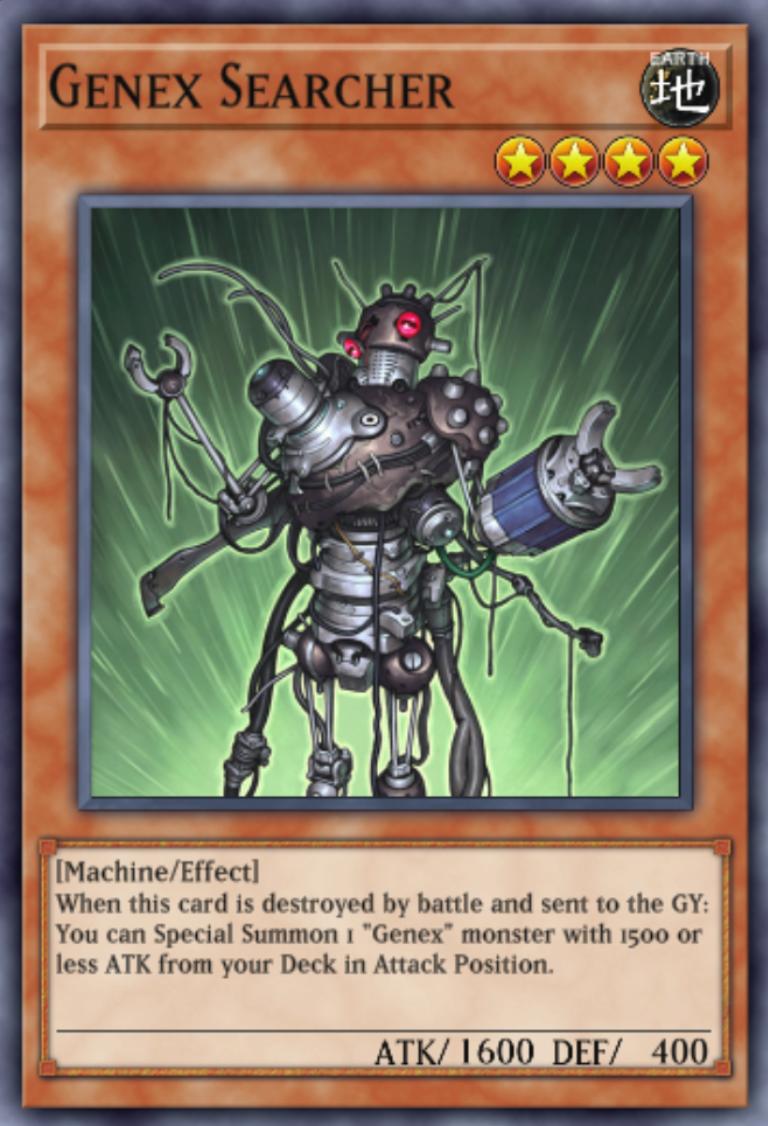 Genex Searcher
EARTH
地
[Machine/Effect]
When this card is destroyed by battle and sent to the GY:
You can Special Summon 1 "Genex" monster with 1500 or
less ATK from your Deck in Attack Position.
ATK/ 1600 DEF/ 400